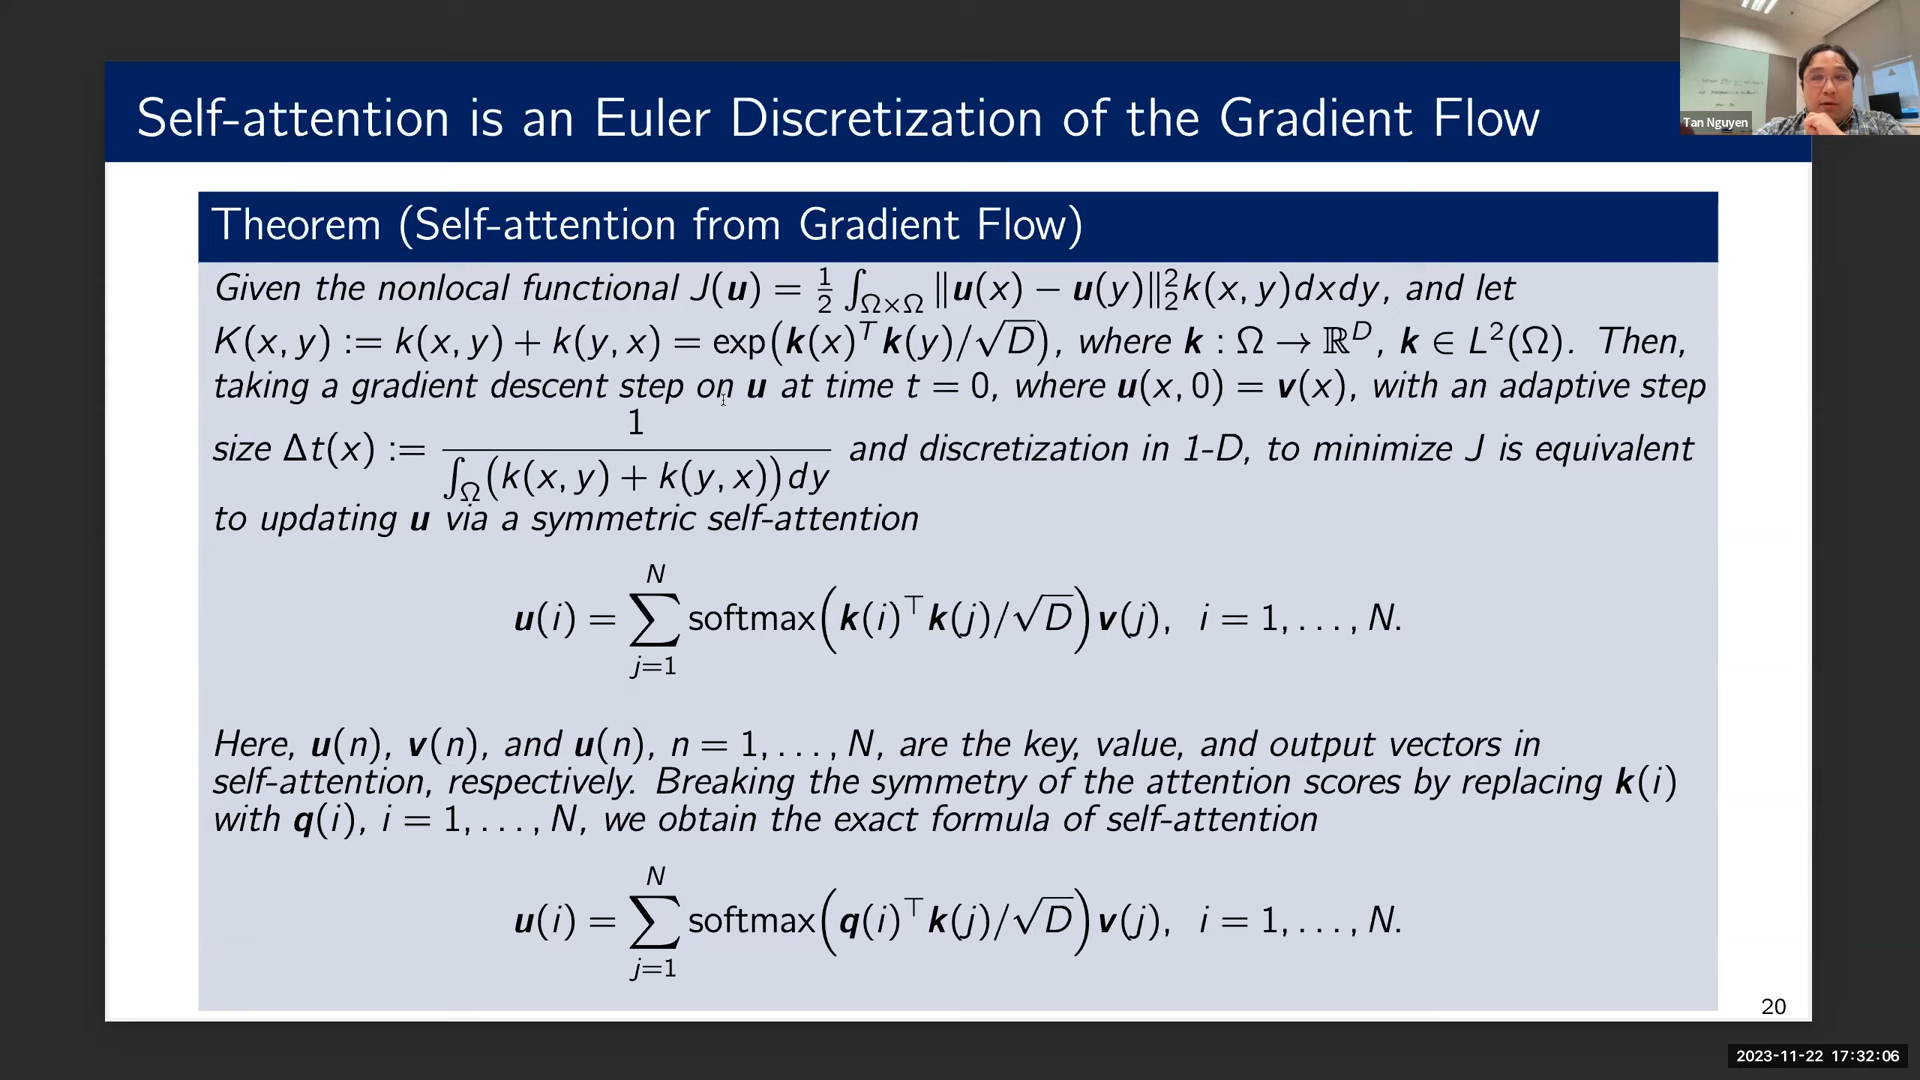 Self-attention is an Euler Discretization of the Gradient Flow
Tan Nguyen
Theorem (Self-attention from Gradient Flow)
Given the nonlocal functional J(u) = 1/2 ∫_{Ω×Ω} ‖u(x) − u(y)‖₂² k(x, y)dxdy, and let
K(x, y) := k(x, y) + k(y, x) = exp(k(x)ᵀk(y)/√D), where k : Ω → ℝᴰ, k ∈ L²(Ω). Then,
taking a gradient descent step on u at time t = 0, where u(x, 0) = v(x), with an adaptive step
size Δt(x) := 1 / ∫_Ω (k(x, y) + k(y, x))dy and discretization in 1-D, to minimize J is equivalent
to updating u via a symmetric self-attention
u(i) = ∑_{j=1}^{N} softmax(k(i)^⊤k(j)/√D)v(j), i = 1, . . . , N.
Here, u(n), v(n), and u(n), n = 1, . . . , N, are the key, value, and output vectors in
self-attention, respectively. Breaking the symmetry of the attention scores by replacing k(i)
with q(i), i = 1, . . . , N, we obtain the exact formula of self-attention
u(i) = ∑_{j=1}^{N} softmax(q(i)^⊤k(j)/√D)v(j), i = 1, . . . , N.
20
2023-11-22 17:32:06